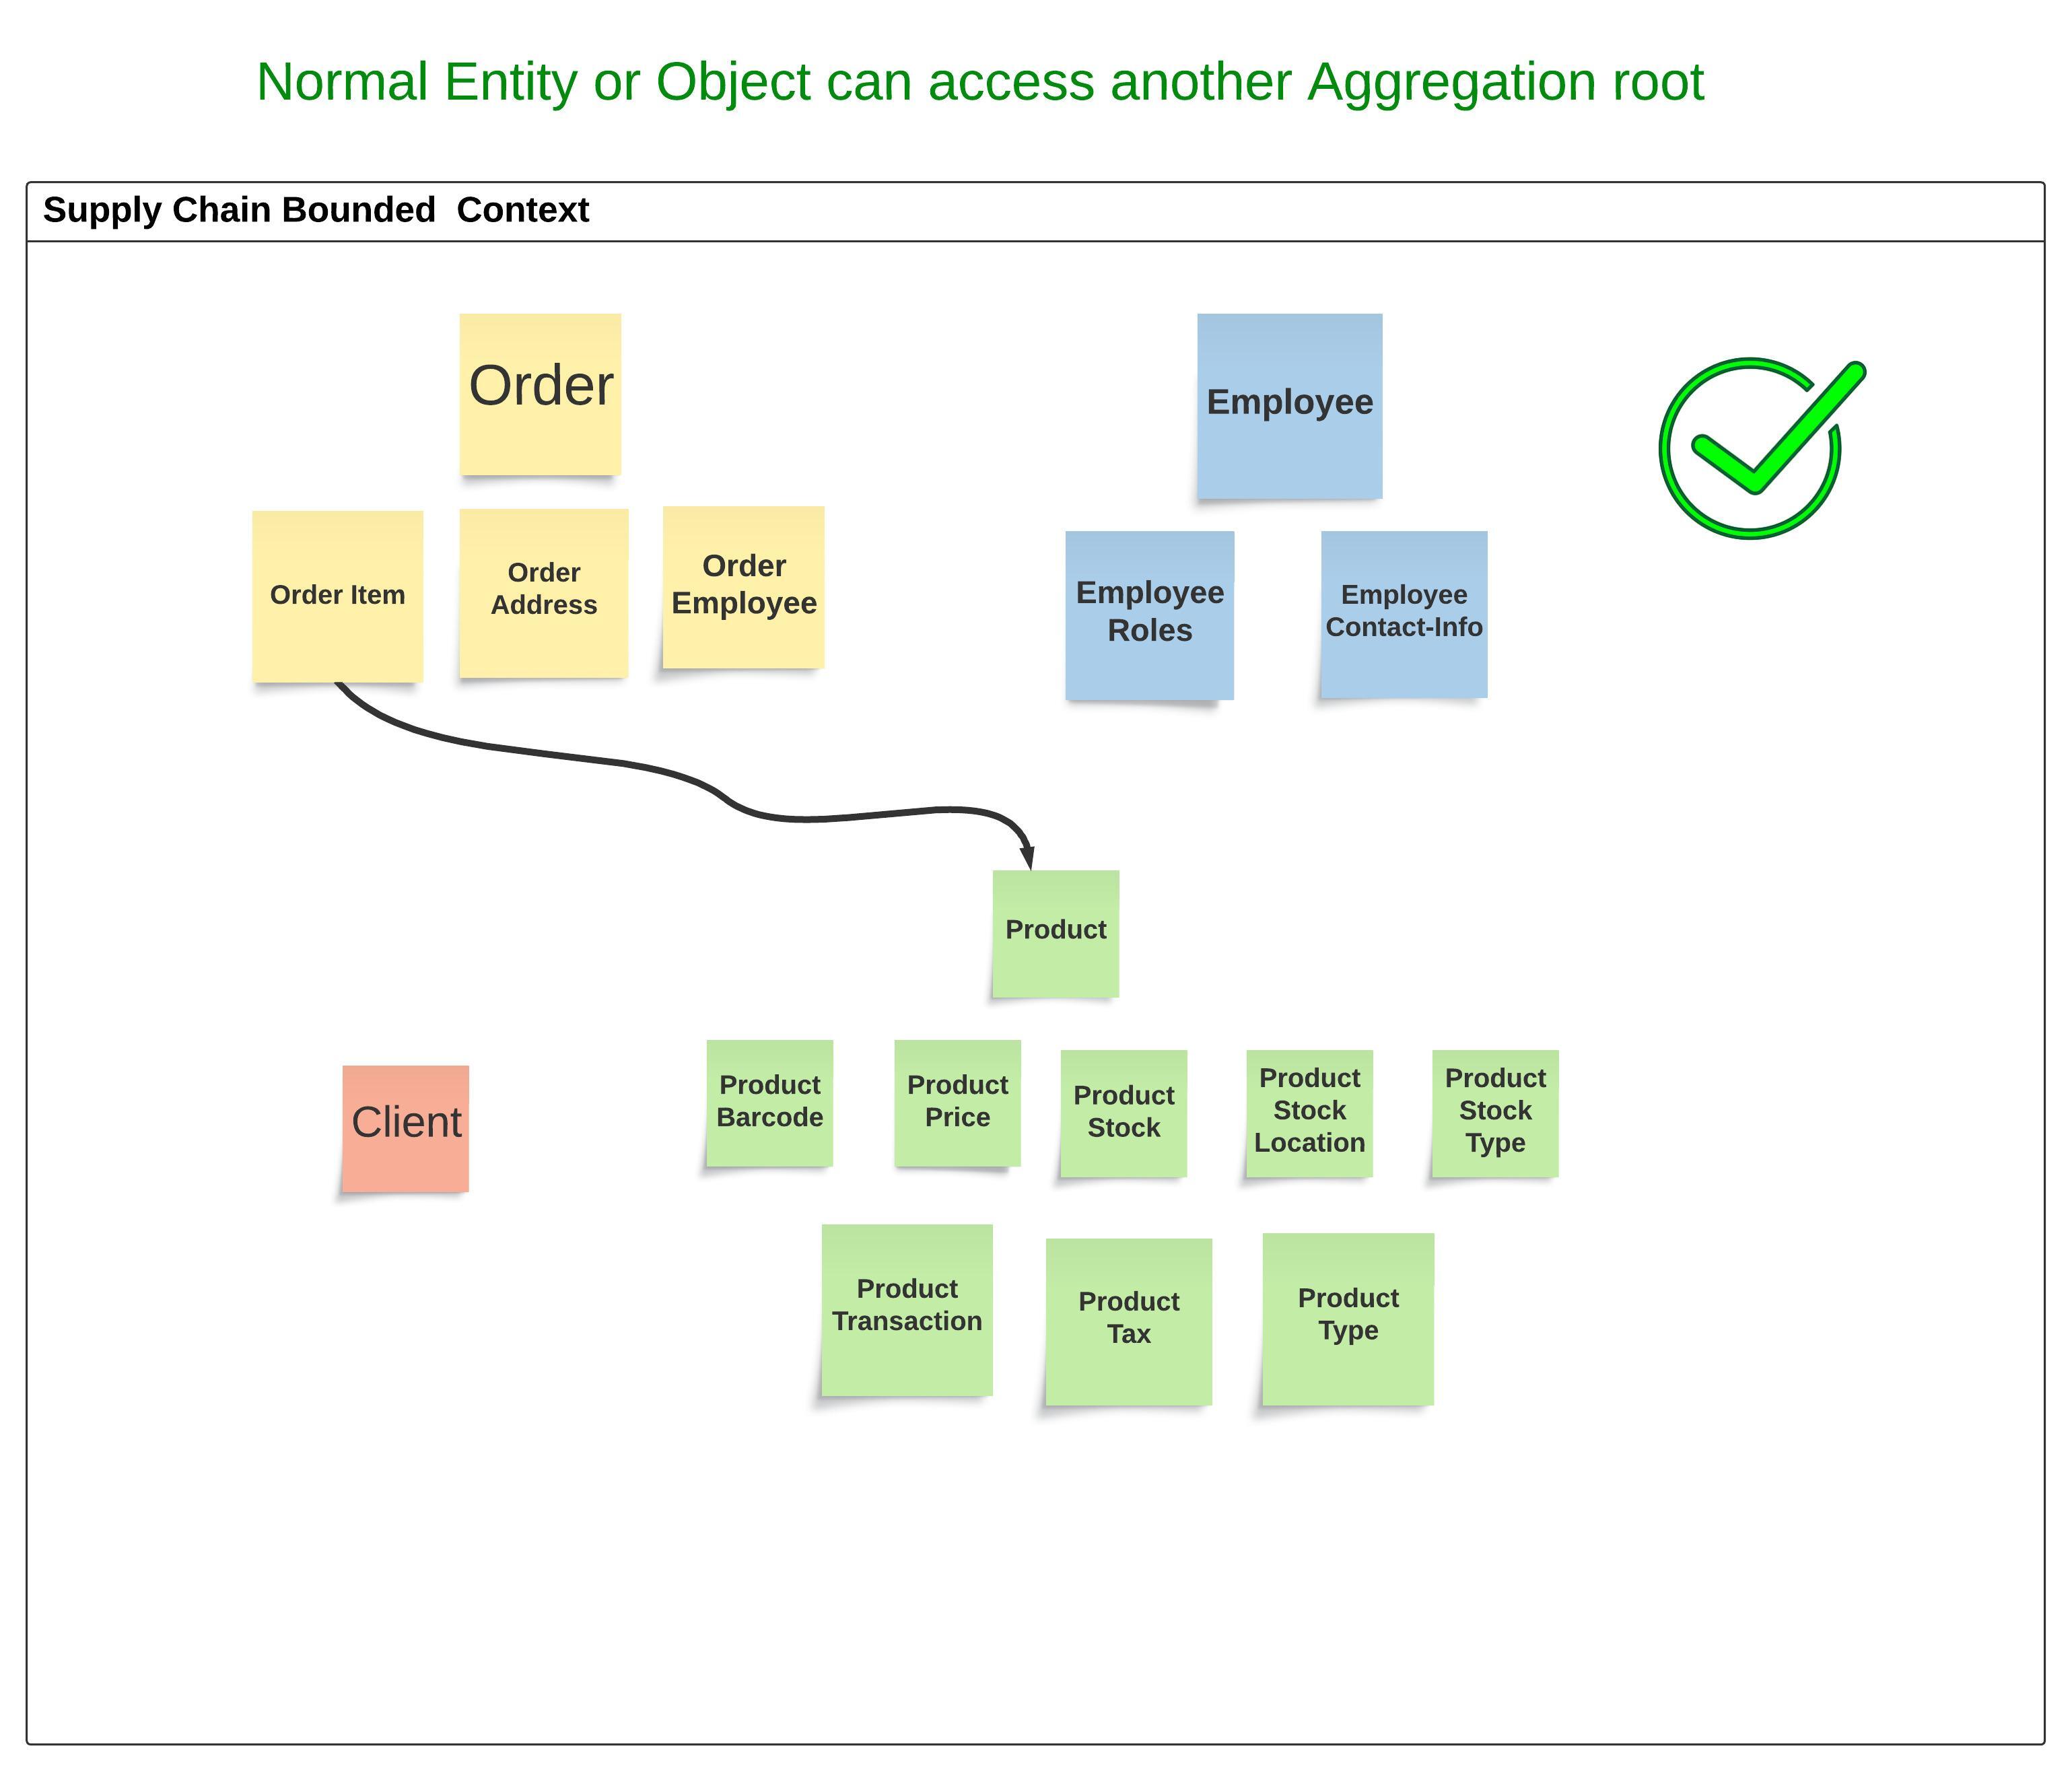 Normal Entity or Object can access another Aggregation root
Supply Chain Bounded  Context
Order
Employee
Order Item
Order
Address
Order
Employee
Employee
Roles
Employee
Contact-Info
Product
Client
Product
Barcode
Product
Price
Product
Stock
Product
Stock
Location
Product
Stock
Type
Product
Transaction
Product
Tax
Product
Type